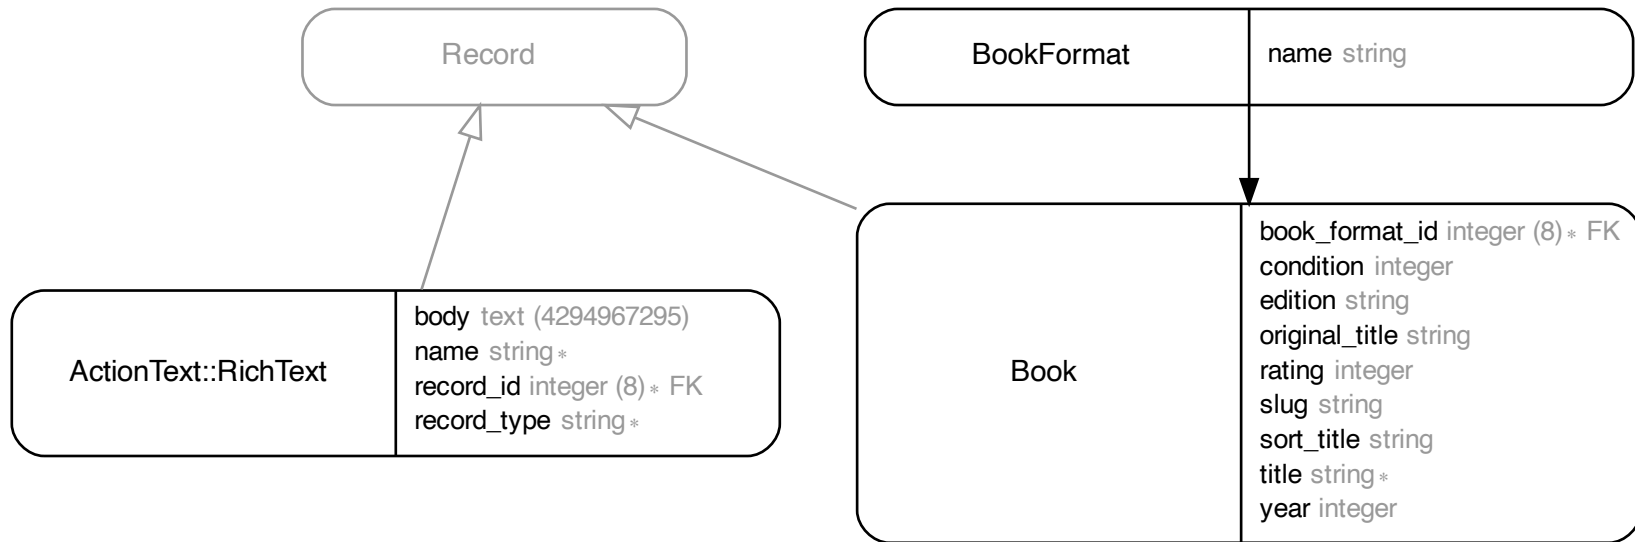 Record
BookFormat
name string
ActionText::RichText
body text (4294967295)
name string *
record_id integer (8) * FK
record_type string *
Book
book_format_id integer (8) * FK
condition integer
edition string
original_title string
rating integer
slug string
sort_title string
title string *
year integer